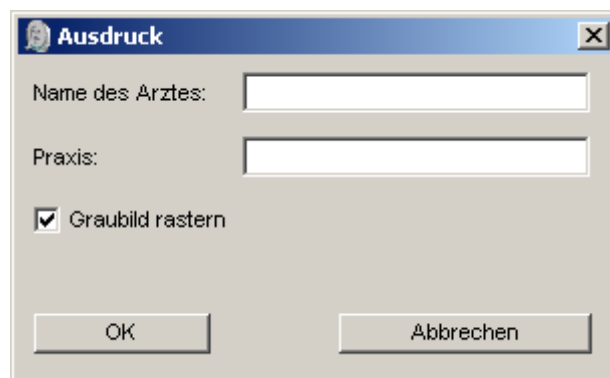 Ausdruck
Name des Arztes:
Praxis:
Graubild rastern
OK Abbrechen